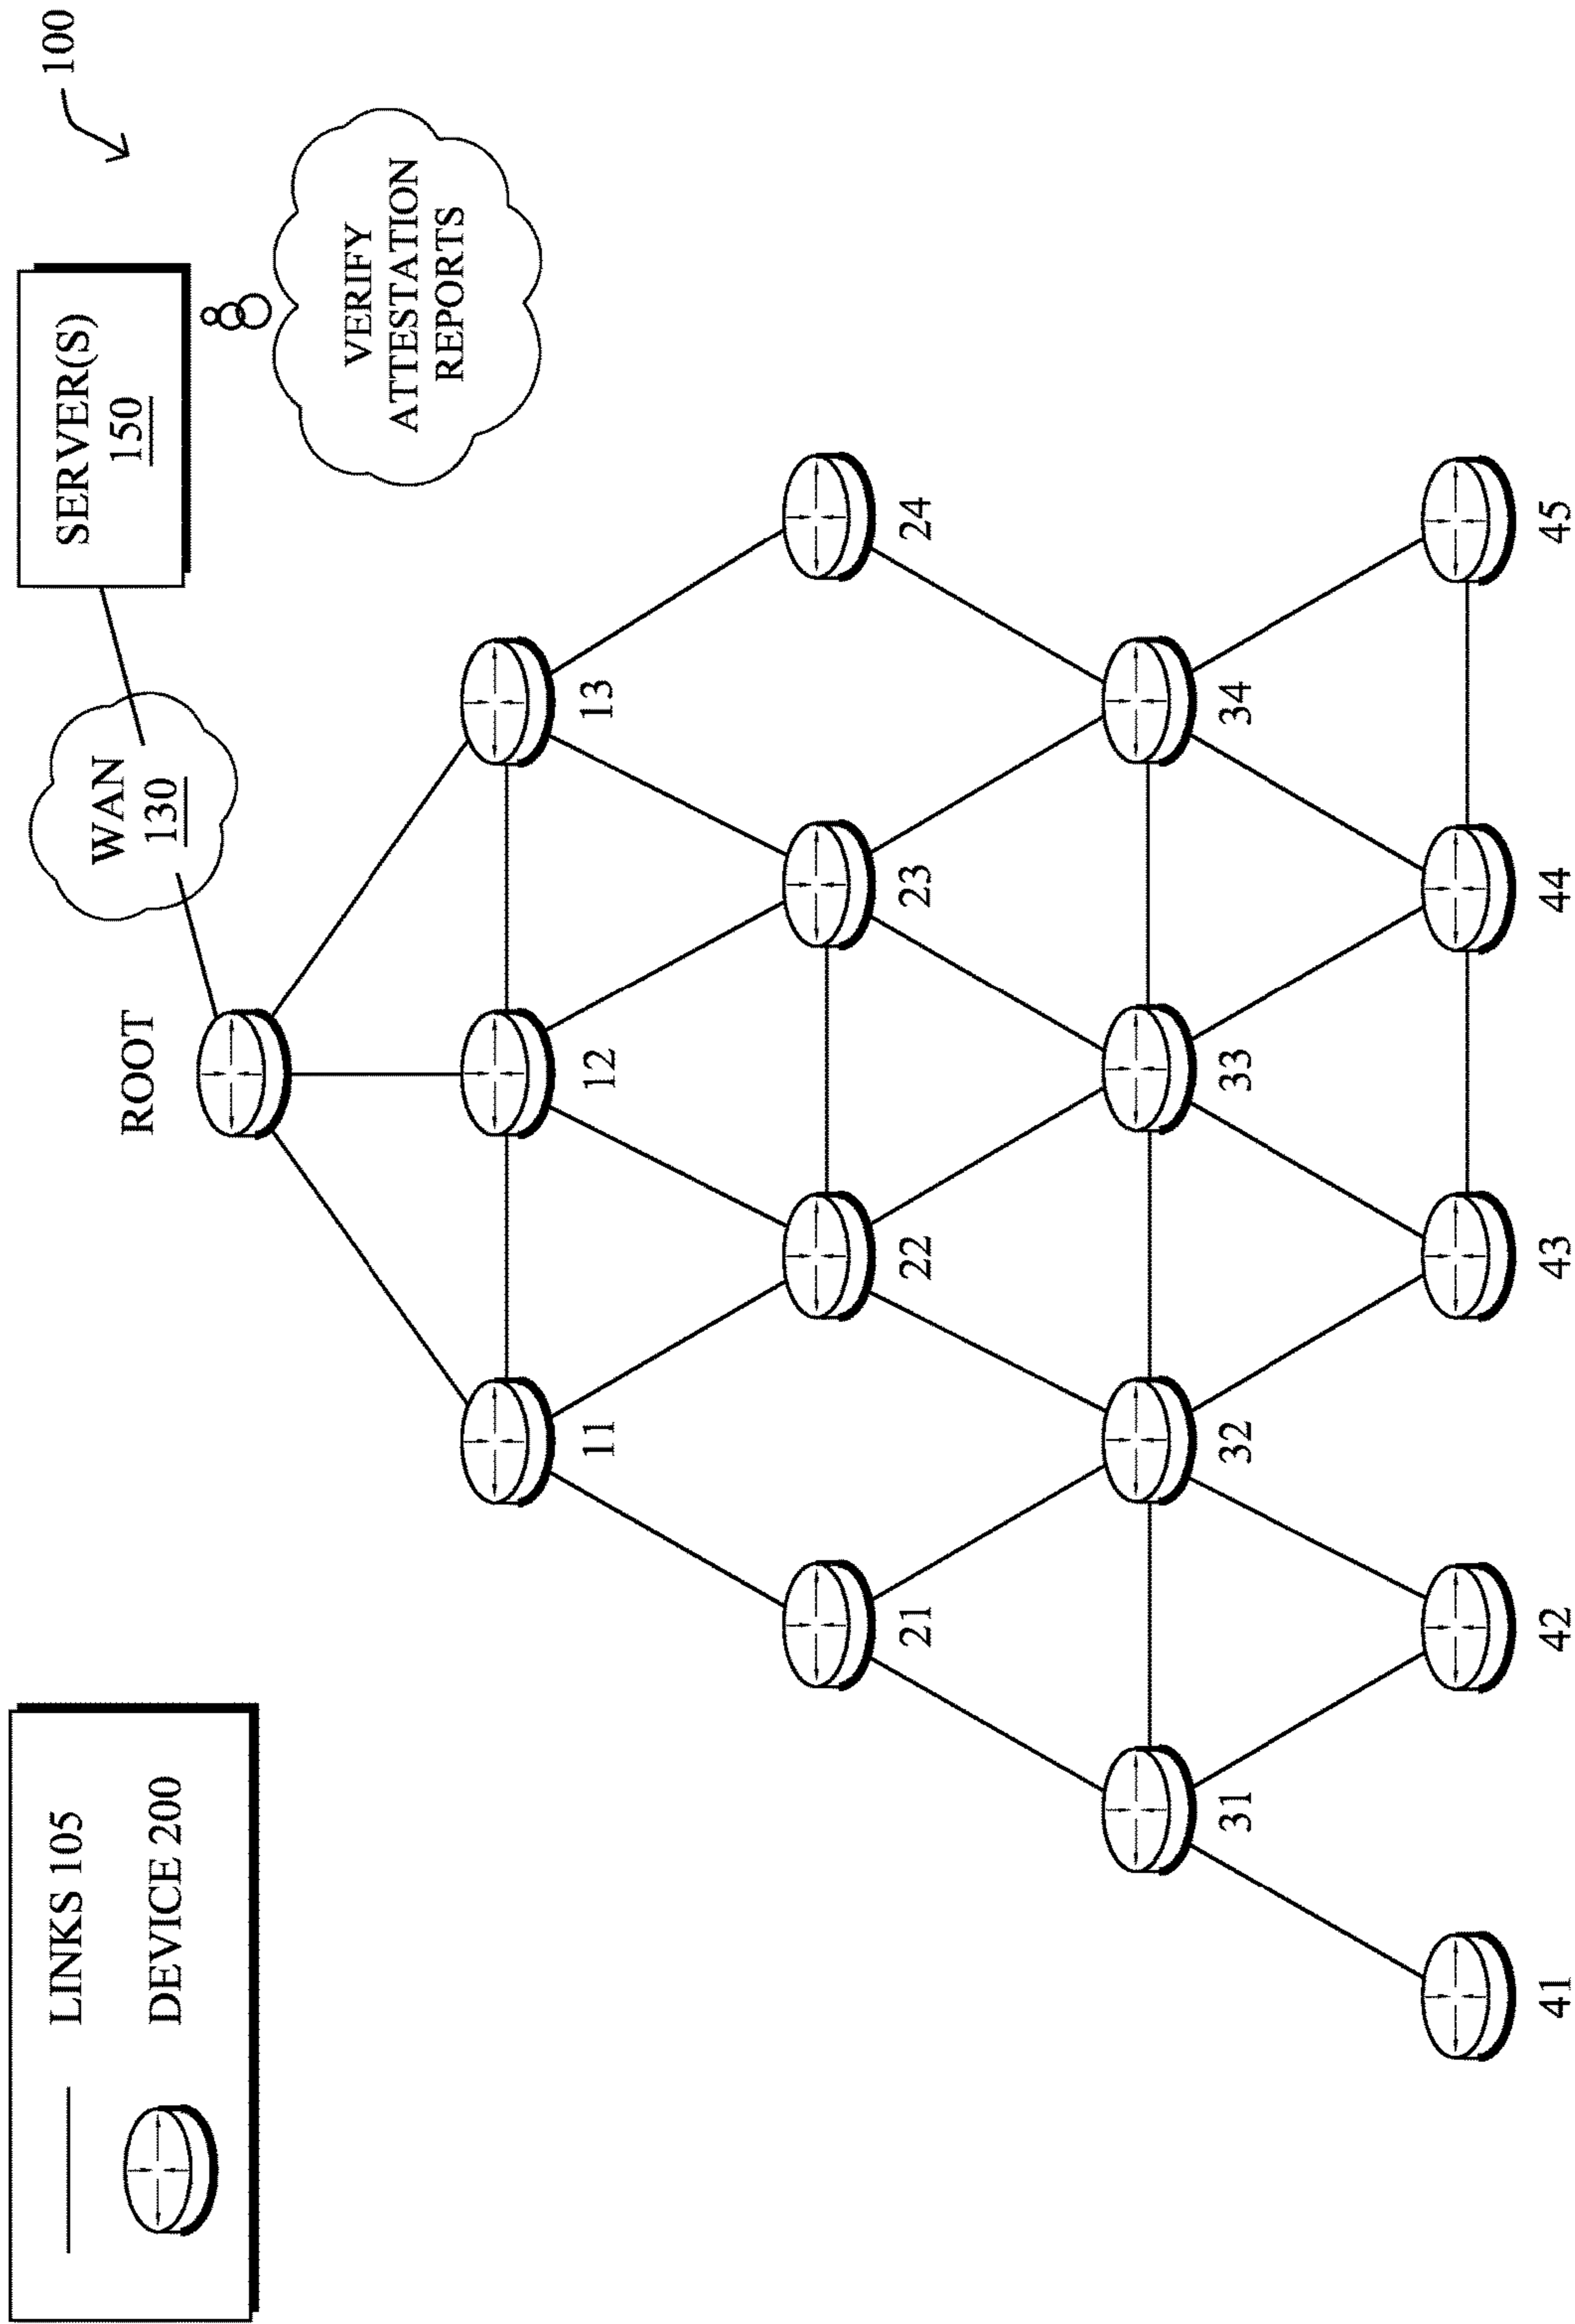 100
LINKS 105
DEVICE 200
ROOT
WAN
130
SERVER(S)
150
VERIFY
ATTESTATION
REPORTS
11
12
13
21
22
23
24
31
32
33
34
41
42
43
44
45